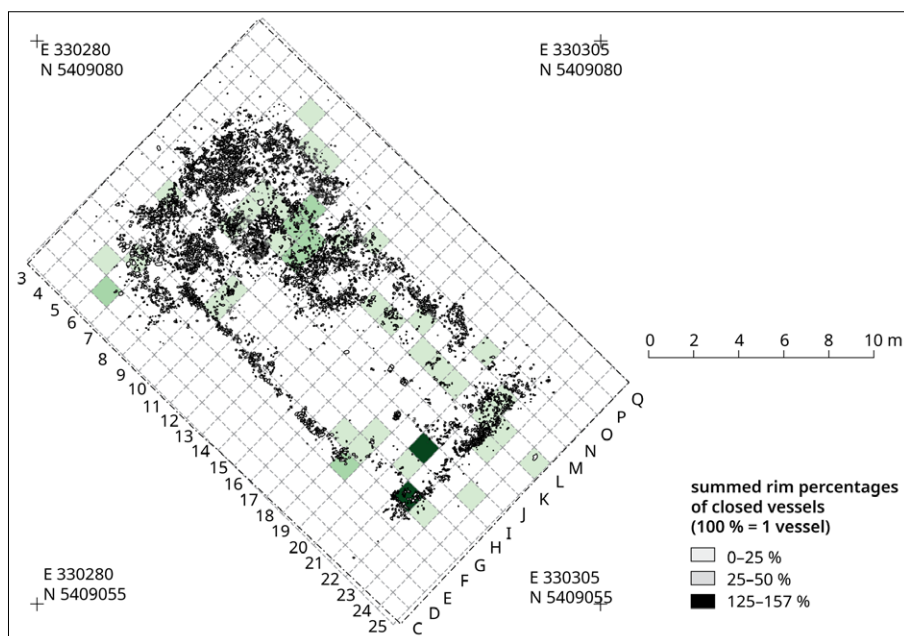 E 330280
N 5409080
E 330305
N 5409080
3
4
5
6
7
8
9
10
11
12
13
14
15
16
17
18
19
20
21
22
23
24
25
C
D
E
F
G
H
I
J
K
L
M
N
O
P
Q
0 2 4 6 8 10 m
summed rim percentages
of closed vessels
(100 % = 1 vessel)
0–25 %
25–50 %
125–157 %
E 330280
N 5409055
E 330305
N 5409055